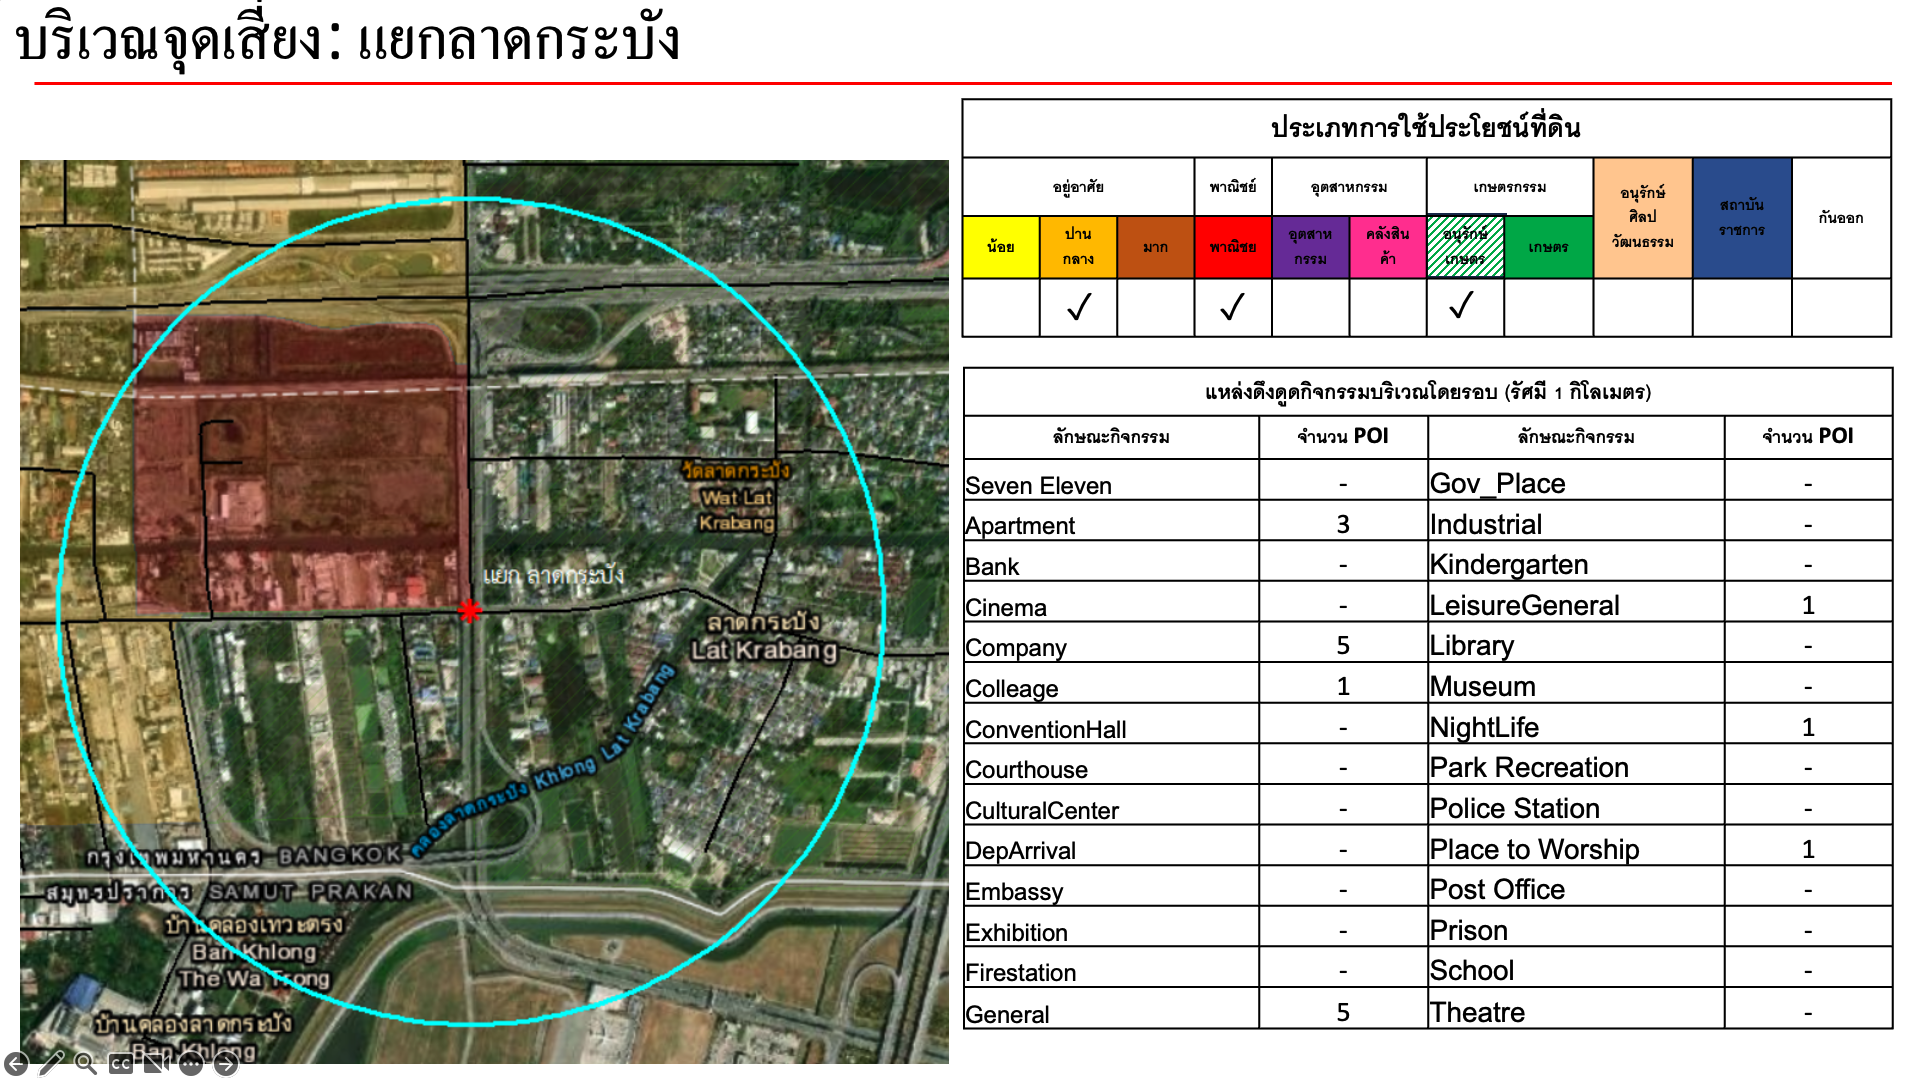 บริเวณจุดเสี่ยง: แยกลาดกระบัง
วัดลาดกระบัง
Wat Lat
Krabang
แยก ลาดกระบัง
ลาดกระบัง
Lat Krabang
คลองลาดกระบัง Khlong Lat Krabang
กรุงเทพมหานคร BANGKOK
สมุทรปราการ SAMUT PRAKAN
บ้านคลองเทวะตรง
Ban Khlong
The Wa Trong
บ้านคลองลาดกระบัง
Ban Khlong
ประเภทการใช้ประโยชน์ที่ดิน
อยู่อาศัย พาณิชย์ อุตสาหกรรม เกษตรกรรม อนุรักษ์ศิลปวัฒนธรรม สถาบันราชการ กันออก
น้อย ปานกลาง มาก พาณิชย อุตสาหกรรม คลังสินค้า อนุรักษ์เกษตร เกษตร
✓ ✓ ✓
แหล่งดึงดูดกิจกรรมบริเวณโดยรอบ (รัศมี 1 กิโลเมตร)
ลักษณะกิจกรรม จำนวน POI ลักษณะกิจกรรม จำนวน POI
Seven Eleven - Gov_Place -
Apartment 3 Industrial -
Bank - Kindergarten -
Cinema - LeisureGeneral 1
Company 5 Library -
Colleage 1 Museum -
ConventionHall - NightLife 1
Courthouse - Park Recreation -
CulturalCenter - Police Station -
DepArrival - Place to Worship 1
Embassy - Post Office -
Exhibition - Prison -
Firestation - School -
General 5 Theatre -
CC